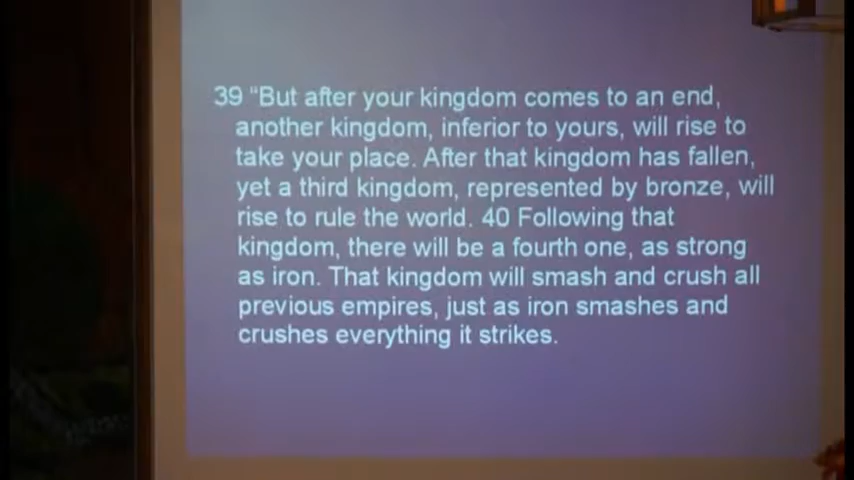 39 “But after your kingdom comes to an end,
another kingdom, inferior to yours, will rise to
take your place. After that kingdom has fallen,
yet a third kingdom, represented by bronze, will
rise to rule the world. 40 Following that
kingdom, there will be a fourth one, as strong
as iron. That kingdom will smash and crush all
previous empires, just as iron smashes and
crushes everything it strikes.